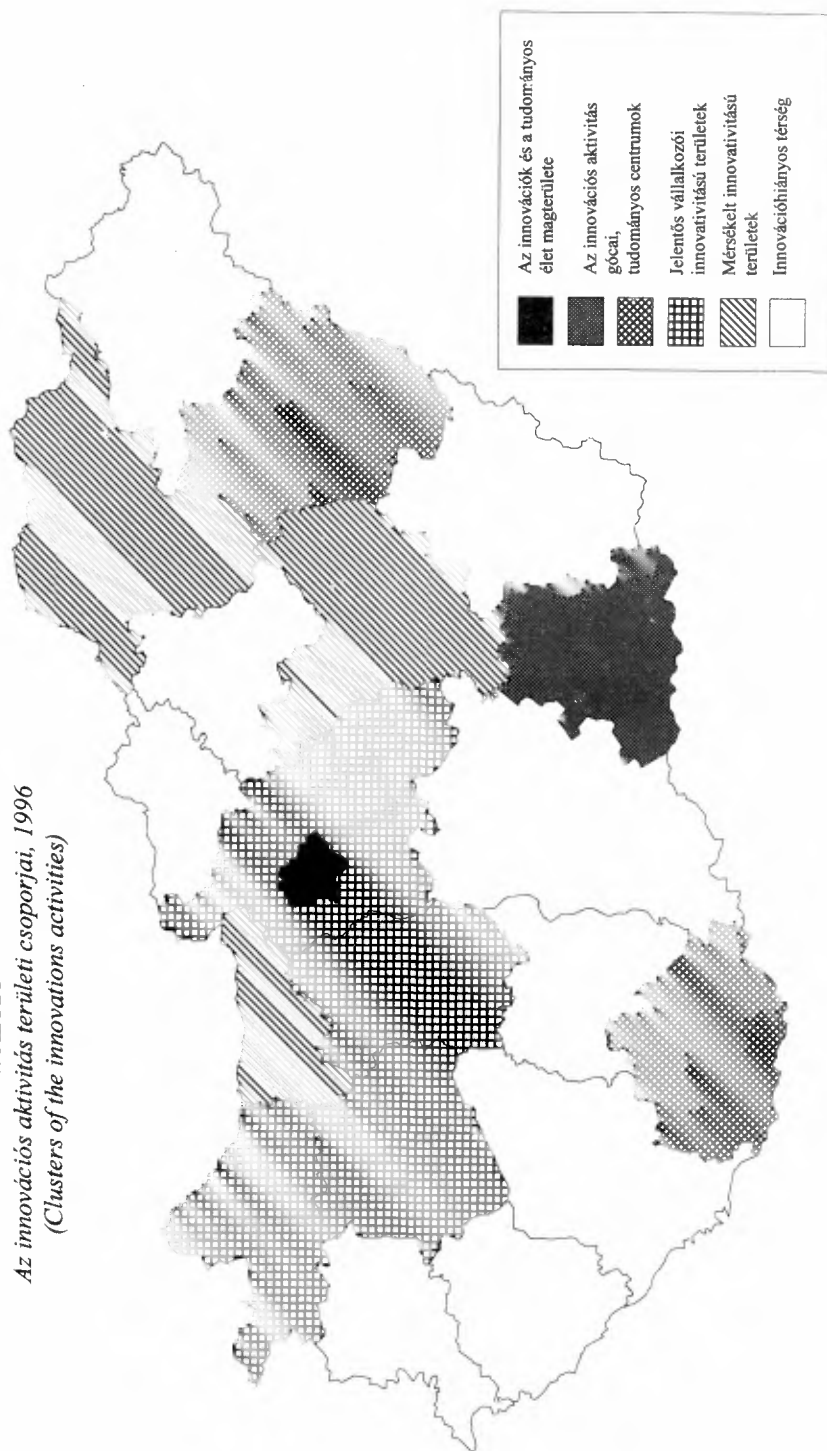 Az innovációs aktivitás területi csoporjai, 1996
(Clusters of the innovations activities)
Az innovációk és a tudományos
élet magterülete
Az innovációs aktivitás
gócai,
tudományos centrumok
Jelentős vállalkozói
innovativitású területek
Mérsékelt innovativitású
területek
Innovációhiányos térség